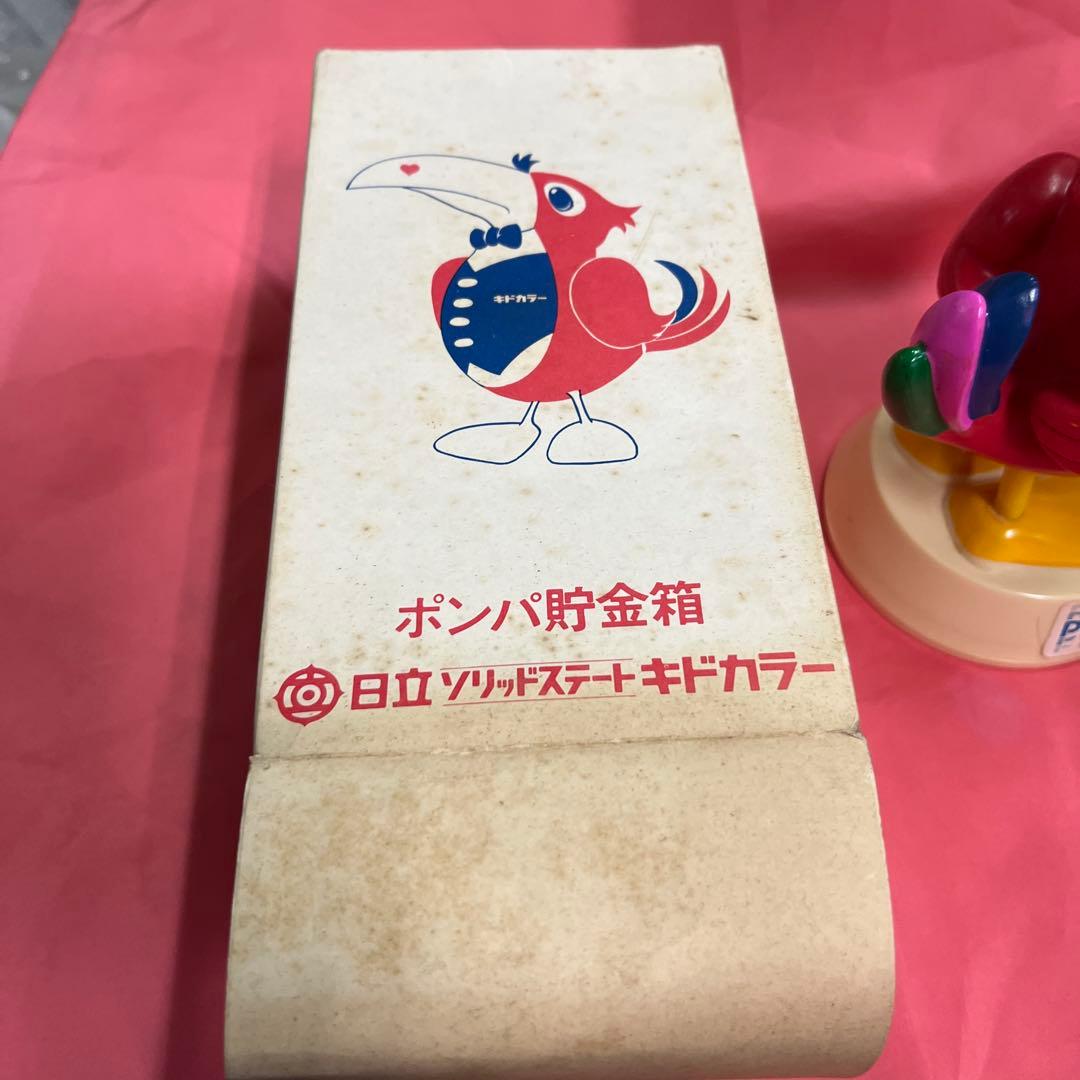 キドカラー
ポンパ貯金箱
日立 ソリッドステート キドカラー